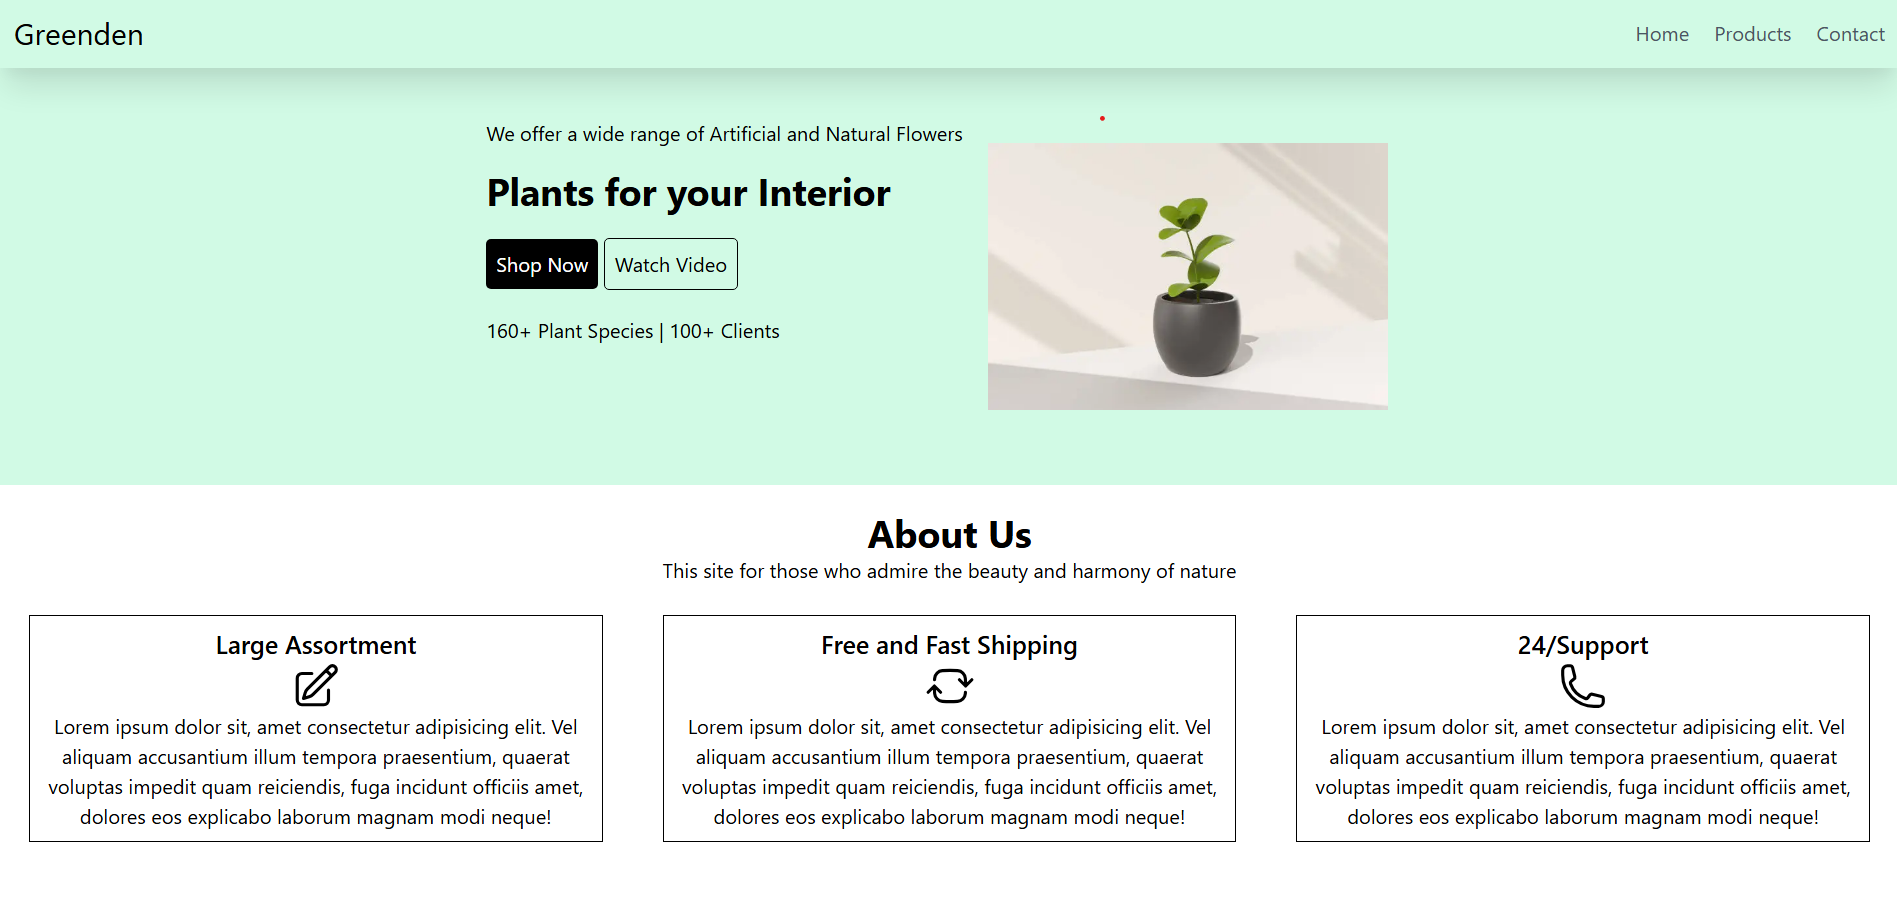 Greenden
Home Products Contact
We offer a wide range of Artificial and Natural Flowers
Plants for your Interior
Shop Now Watch Video
160+ Plant Species | 100+ Clients
About Us
This site for those who admire the beauty and harmony of nature
Large Assortment
Lorem ipsum dolor sit, amet consectetur adipisicing elit. Vel
aliquam accusantium illum tempora praesentium, quaerat
voluptas impedit quam reiciendis, fuga incidunt officiis amet,
dolores eos explicabo laborum magnam modi neque!
Free and Fast Shipping
Lorem ipsum dolor sit, amet consectetur adipisicing elit. Vel
aliquam accusantium illum tempora praesentium, quaerat
voluptas impedit quam reiciendis, fuga incidunt officiis amet,
dolores eos explicabo laborum magnam modi neque!
24/Support
Lorem ipsum dolor sit, amet consectetur adipisicing elit. Vel
aliquam accusantium illum tempora praesentium, quaerat
voluptas impedit quam reiciendis, fuga incidunt officiis amet,
dolores eos explicabo laborum magnam modi neque!